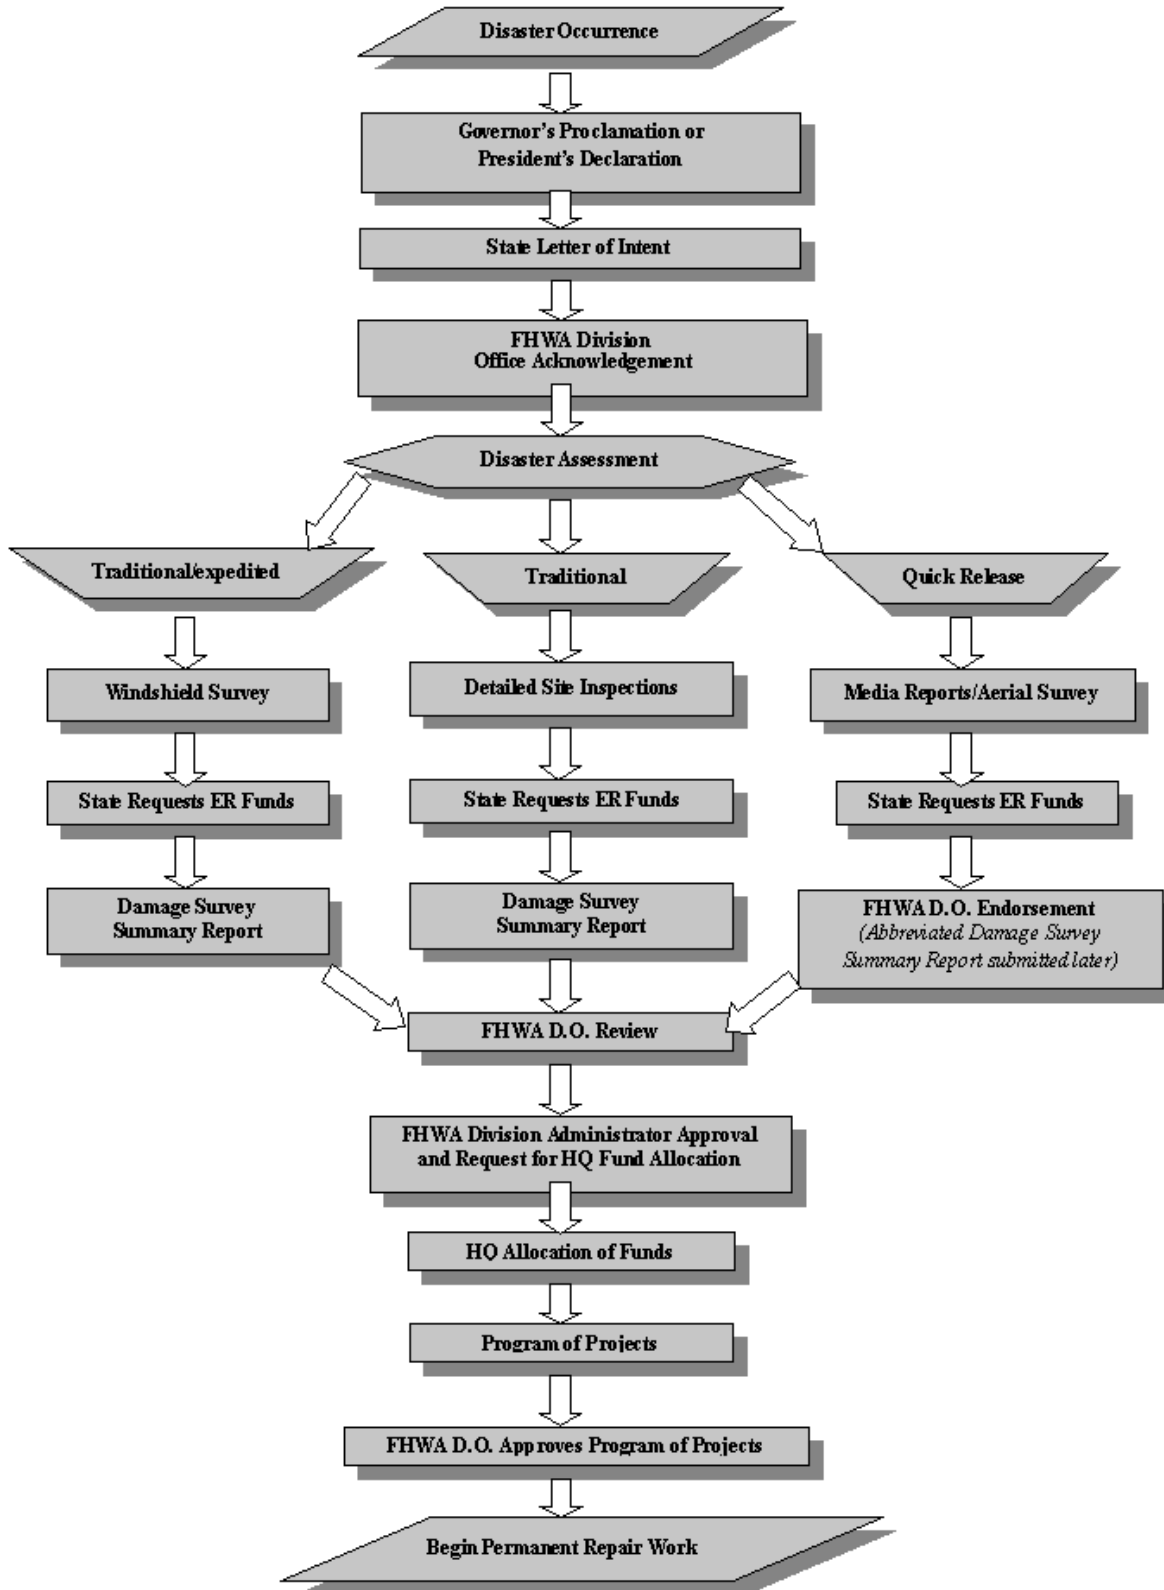 Disaster Occurrence
Governor's Proclamation or
President's Declaration
State Letter of Intent
FHWA Division
Office Acknowledgement
Disaster Assessment
Traditional/expedited
Traditional
Quick Release
Windshield Survey
Detailed Site Inspections
Media Reports/Aerial Survey
State Requests ER Funds
State Requests ER Funds
State Requests ER Funds
Damage Survey
Summary Report
Damage Survey
Summary Report
FHWA D.O. Endorsement
(Abbreviated Damage Survey
Summary Report submitted later)
FHWA D.O. Review
FHWA Division Administrator Approval
and Request for HQ Fund Allocation
HQ Allocation of Funds
Program of Projects
FHWA D.O. Approves Program of Projects
Begin Permanent Repair Work